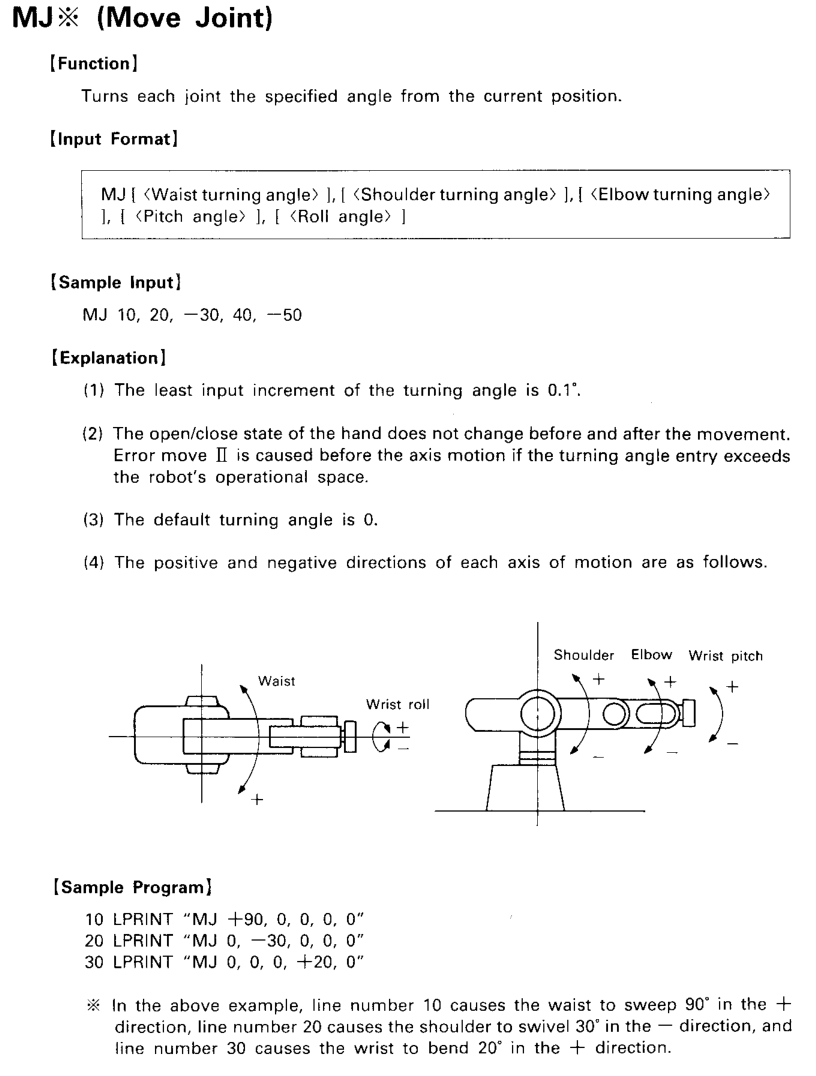 MJ※ (Move Joint)
【Function】
Turns each joint the specified angle from the current position.
【Input Format】
MJ [ 〈Waist turning angle〉 ], [ 〈Shoulder turning angle〉 ], [ 〈Elbow turning angle〉
], [ 〈Pitch angle〉 ], [ 〈Roll angle〉 ]
【Sample Input】
MJ 10, 20, −30, 40, −50
【Explanation】
(1) The least input increment of the turning angle is 0.1°.
(2) The open/close state of the hand does not change before and after the movement.
Error move Ⅱ is caused before the axis motion if the turning angle entry exceeds
the robot's operational space.
(3) The default turning angle is 0.
(4) The positive and negative directions of each axis of motion are as follows.
Waist
Wrist roll
+
−
+
Shoulder Elbow Wrist pitch
+ + +
− − −
【Sample Program】
10 LPRINT "MJ +90, 0, 0, 0, 0"
20 LPRINT "MJ 0, −30, 0, 0, 0"
30 LPRINT "MJ 0, 0, 0, +20, 0"
※ In the above example, line number 10 causes the waist to sweep 90° in the +
direction, line number 20 causes the shoulder to swivel 30° in the − direction, and
line number 30 causes the wrist to bend 20° in the + direction.